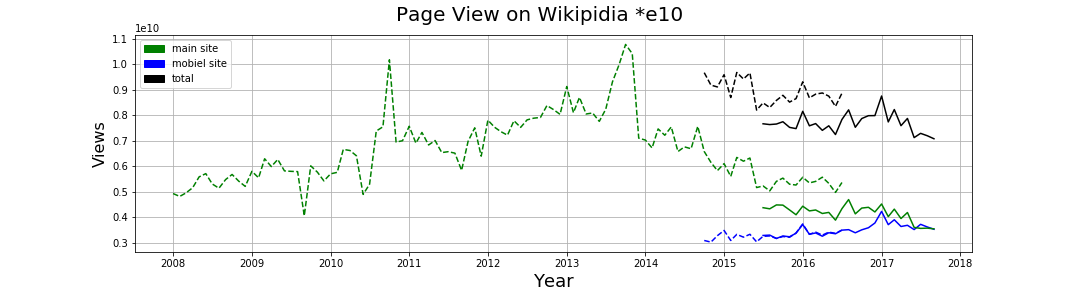 Page View on Wikipidia *e10
1e10
1.1
1.0
0.9
0.8
0.7
0.6
0.5
0.4
0.3
Views
main site
mobiel site
total
2008 2009 2010 2011 2012 2013 2014 2015 2016 2017 2018
Year